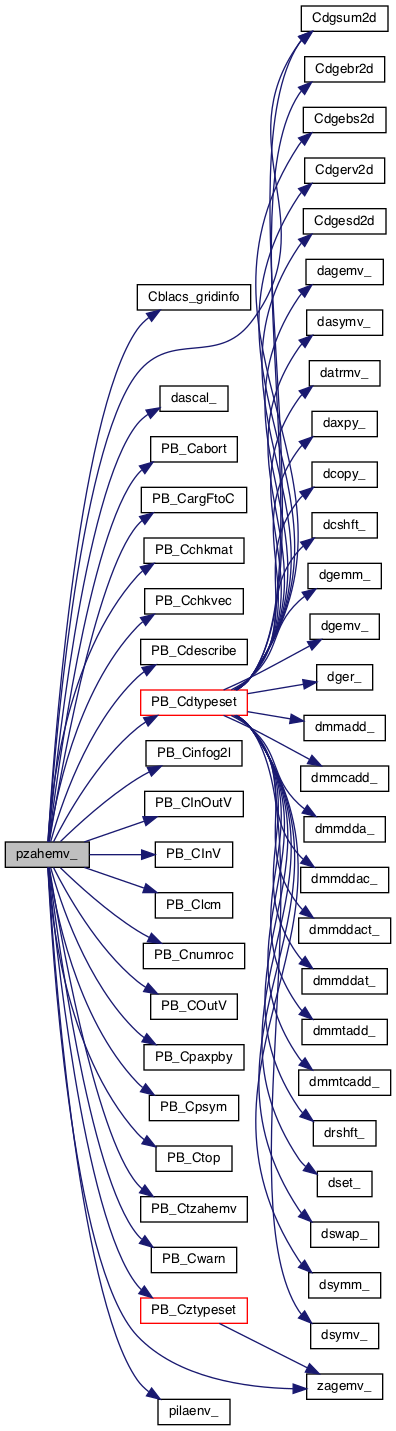 Cdgsum2d
Cdgebr2d
Cdgebs2d
Cdgerv2d
Cdgesd2d
dagemv_
Cblacs_gridinfo
dasymv_
datrmv_
dascal_
daxpy_
PB_Cabort
dcopy_
PB_CargFtoC
dcshft_
PB_Cchkmat
dgemm_
PB_Cchkvec
dgemv_
PB_Cdescribe
dger_
PB_Cdtypeset
dmmadd_
PB_Cinfog2l
dmmcadd_
PB_CInOutV
dmmdda_
pzahemv_
PB_CInV
dmmddac_
PB_Clcm
dmmddact_
PB_Cnumroc
dmmddat_
PB_COutV
dmmtadd_
PB_Cpaxpby
dmmtcadd_
PB_Cpsym
drshft_
PB_Ctop
dset_
PB_Ctzahemv
dswap_
PB_Cwarn
dsymm_
PB_Cztypeset
dsymv_
zagemv_
pilaenv_